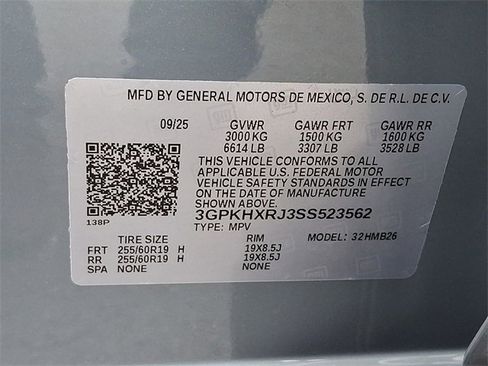 MFD BY GENERAL MOTORS DE MEXICO, S. DE R.L. DE C.V.
09/25 GVWR GAWR FRT GAWR RR
3000 KG 1500 KG 1600 KG
6614 LB 3307 LB 3528 LB
THIS VEHICLE CONFORMS TO ALL
APPLICABLE U.S. FEDERAL MOTOR
VEHICLE SAFETY STANDARDS IN EFFECT
ON THE DATE OF MANUFACTURE
SHOWN ABOVE.
3GPKHXRJ3SS523562
138P TYPE: MPV
TIRE SIZE RIM MODEL: 32HMB26
FRT 255/60R19 H 19X8.5J
RR 255/60R19 H 19X8.5J
SPA NONE NONE